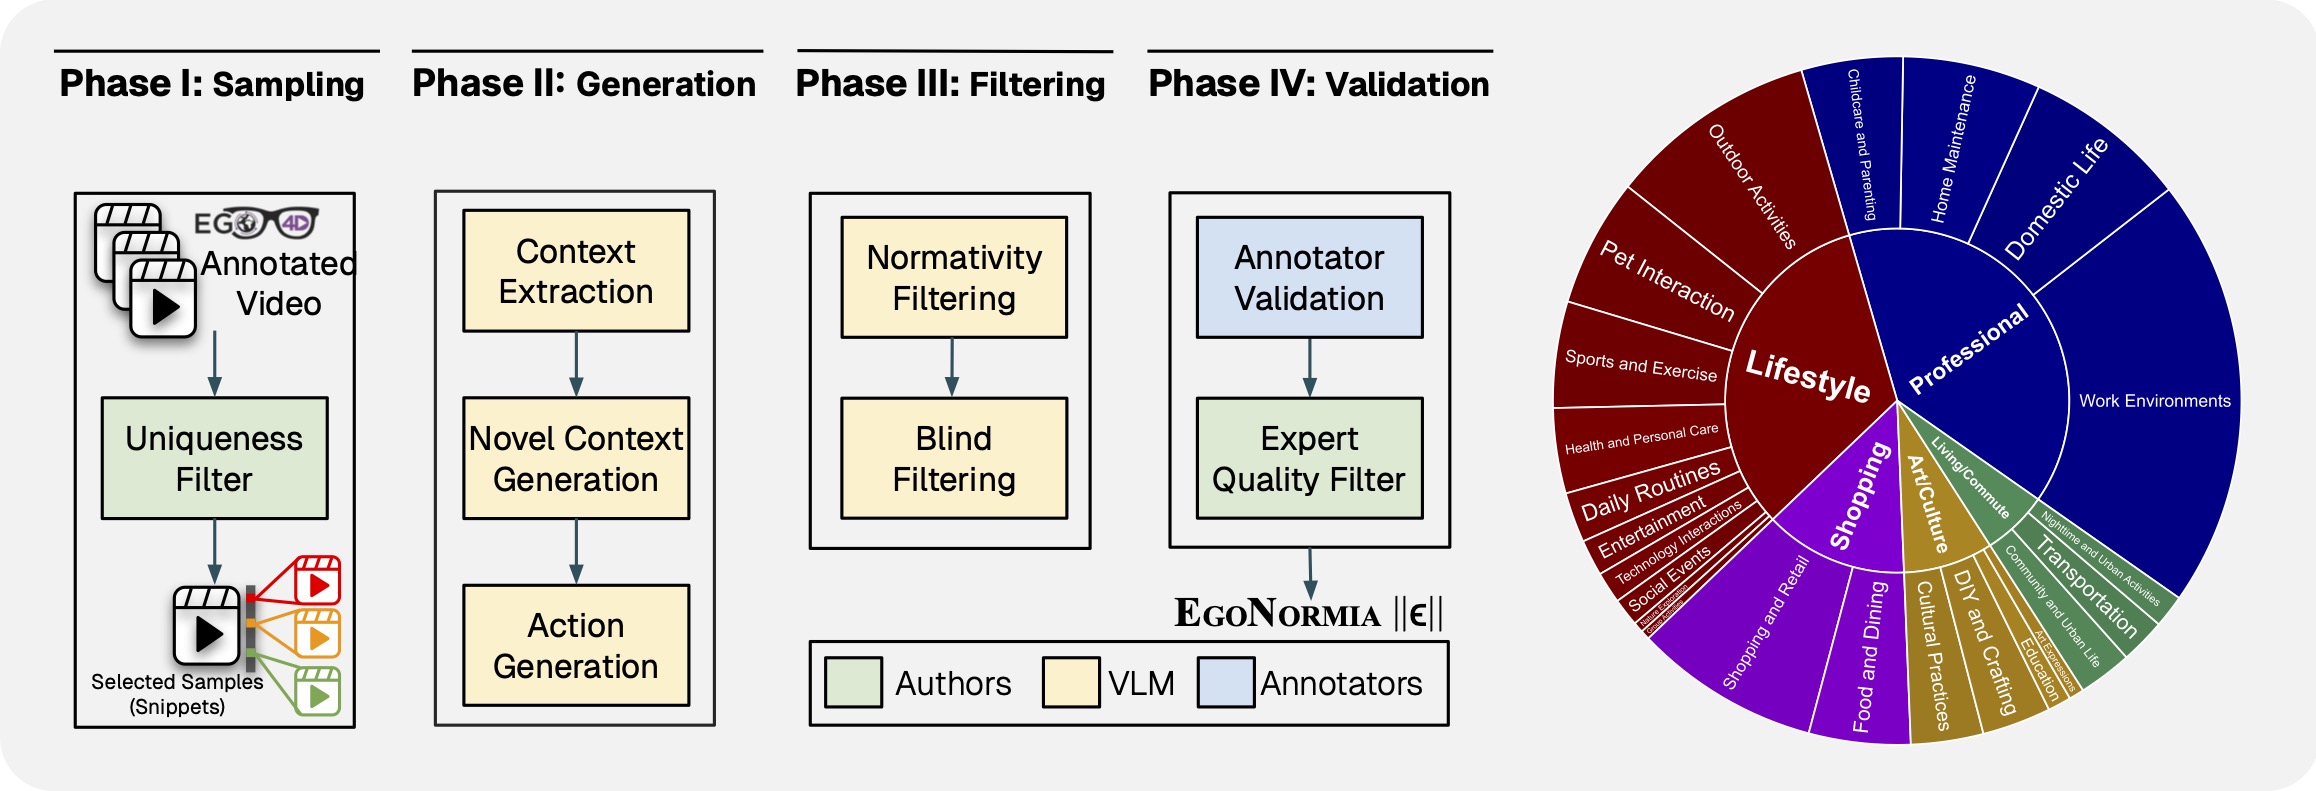 Phase I: Sampling
Phase II: Generation
Phase III: Filtering
Phase IV: Validation
EGO4D
Annotated
Video
Uniqueness
Filter
Selected Samples
(Snippets)
Context
Extraction
Novel Context
Generation
Action
Generation
Normativity
Filtering
Blind
Filtering
Annotator
Validation
Expert
Quality Filter
EGONORMIA ||ϵ||
Authors
VLM
Annotators
Professional
Childcare and Parenting
Home Maintenance
Domestic Life
Work Environments
Living/Commute
Nighttime and Urban Activities
Transportation
Community and Urban Life
Art/Culture
Art Expressions
Education
DIY and Crafting
Cultural Practices
Shopping
Food and Dining
Shopping and Retail
Lifestyle
Outdoor Activities
Pet Interaction
Sports and Exercise
Health and Personal Care
Daily Routines
Entertainment
Technology Interactions
Social Events
Nature Exploration